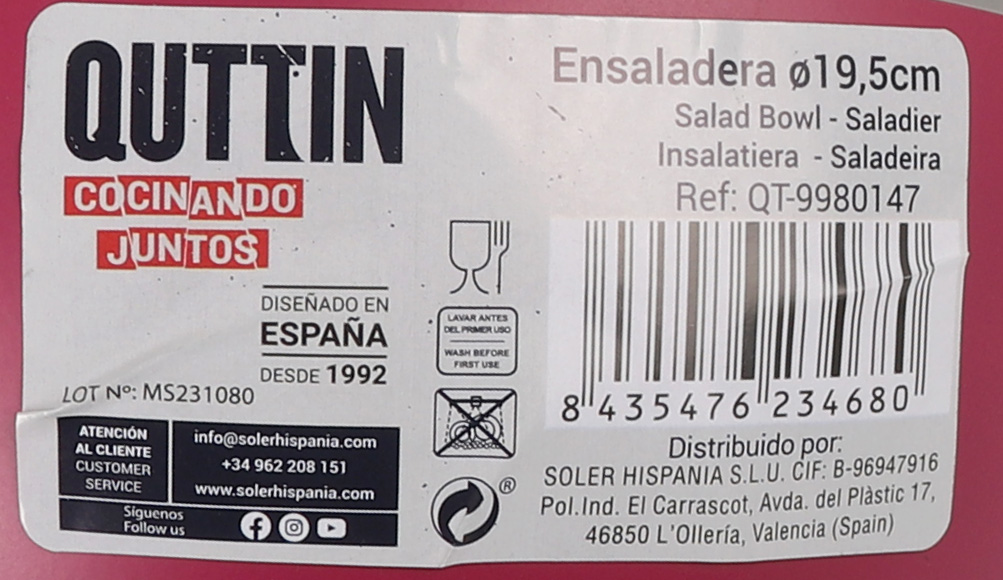 QUTTIN
COCINANDO
JUNTOS
DISEÑADO EN
ESPAÑA
DESDE 1992
LOT Nº: MS231080
ATENCIÓN
AL CLIENTE
CUSTOMER
SERVICE
info@solerhispania.com
+34 962 208 151
www.solerhispania.com
Síguenos
Follow us
LAVAR ANTES
DEL PRIMER USO
WASH BEFORE
FIRST USE
®
Ensaladera ø19,5cm
Salad Bowl - Saladier
Insalatiera - Saladeira
Ref: QT-9980147
8 435476 234680
Distribuido por:
SOLER HISPANIA S.L.U. CIF: B-96947916
Pol.Ind. El Carrascot, Avda. del Plàstic 17,
46850 L'Ollería, Valencia (Spain)